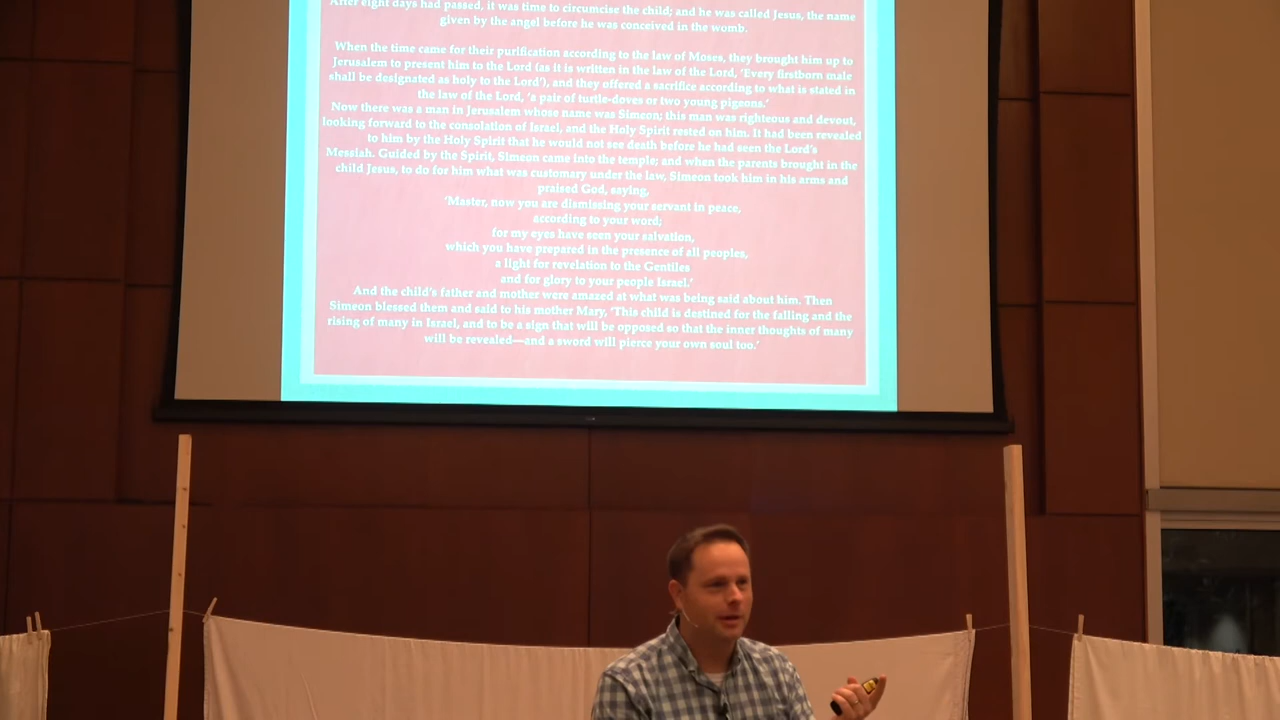 After eight days had passed, it was time to circumcise the child; and he was called Jesus, the name
given by the angel before he was conceived in the womb.
When the time came for their purification according to the law of Moses, they brought him up to
Jerusalem to present him to the Lord (as it is written in the law of the Lord, ‘Every firstborn male
shall be designated as holy to the Lord’), and they offered a sacrifice according to what is stated in
the law of the Lord, ‘a pair of turtle-doves or two young pigeons.’
Now there was a man in Jerusalem whose name was Simeon; this man was righteous and devout,
looking forward to the consolation of Israel, and the Holy Spirit rested on him. It had been revealed
to him by the Holy Spirit that he would not see death before he had seen the Lord’s
Messiah. Guided by the Spirit, Simeon came into the temple; and when the parents brought in the
child Jesus, to do for him what was customary under the law, Simeon took him in his arms and
praised God, saying,
‘Master, now you are dismissing your servant in peace,
according to your word;
for my eyes have seen your salvation,
which you have prepared in the presence of all peoples,
a light for revelation to the Gentiles
and for glory to your people Israel.’
And the child’s father and mother were amazed at what was being said about him. Then
Simeon blessed them and said to his mother Mary, ‘This child is destined for the falling and the
rising of many in Israel, and to be a sign that will be opposed so that the inner thoughts of many
will be revealed—and a sword will pierce your own soul too.’